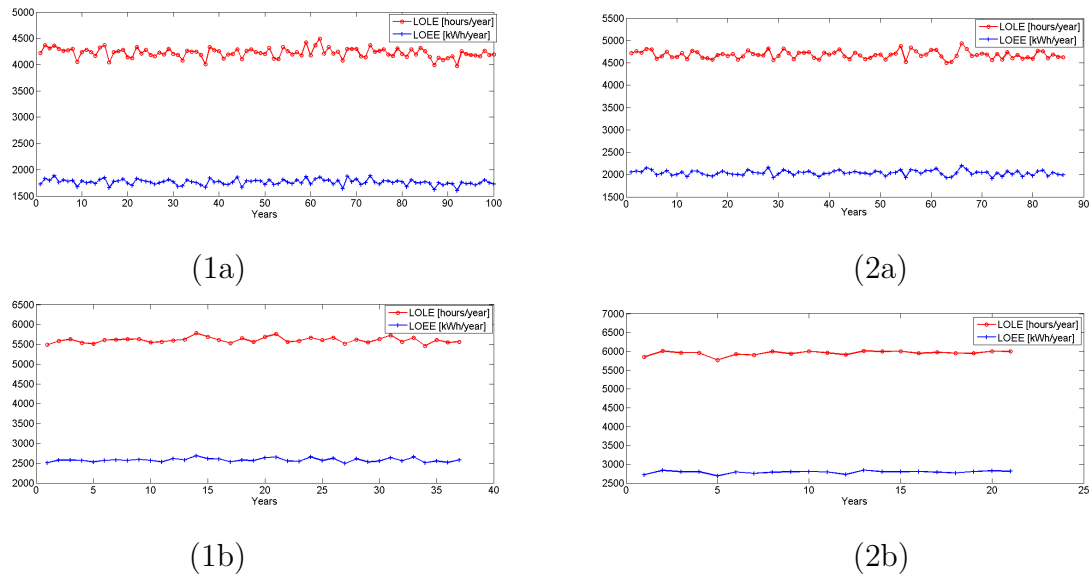 5000
4500
4000
3500
3000
2500
2000
1500
0 10 20 30 40 50 60 70 80 90 100
Years
LOLE [hours/year]
LOEE [kWh/year]
(1a)
5500
5000
4500
4000
3500
3000
2500
2000
1500
0 10 20 30 40 50 60 70 80 90
Years
LOLE [hours/year]
LOEE [kWh/year]
(2a)
6500
6000
5500
5000
4500
4000
3500
3000
2500
2000
0 5 10 15 20 25 30 35 40
Years
LOLE [hours/year]
LOEE [kWh/year]
(1b)
7000
6500
6000
5500
5000
4500
4000
3500
3000
2500
0 5 10 15 20 25
Years
LOLE [hours/year]
LOEE [kWh/year]
(2b)